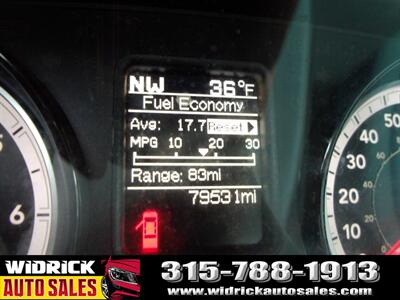 NW 36°F
Fuel Economy
Avg: 17.7 Reset
MPG 10 20 30
Range: 83mi
79531mi
5
6
50
40
30
20
10
WIDRICK
AUTO SALES
315-788-1913
www.widrickautosales.com